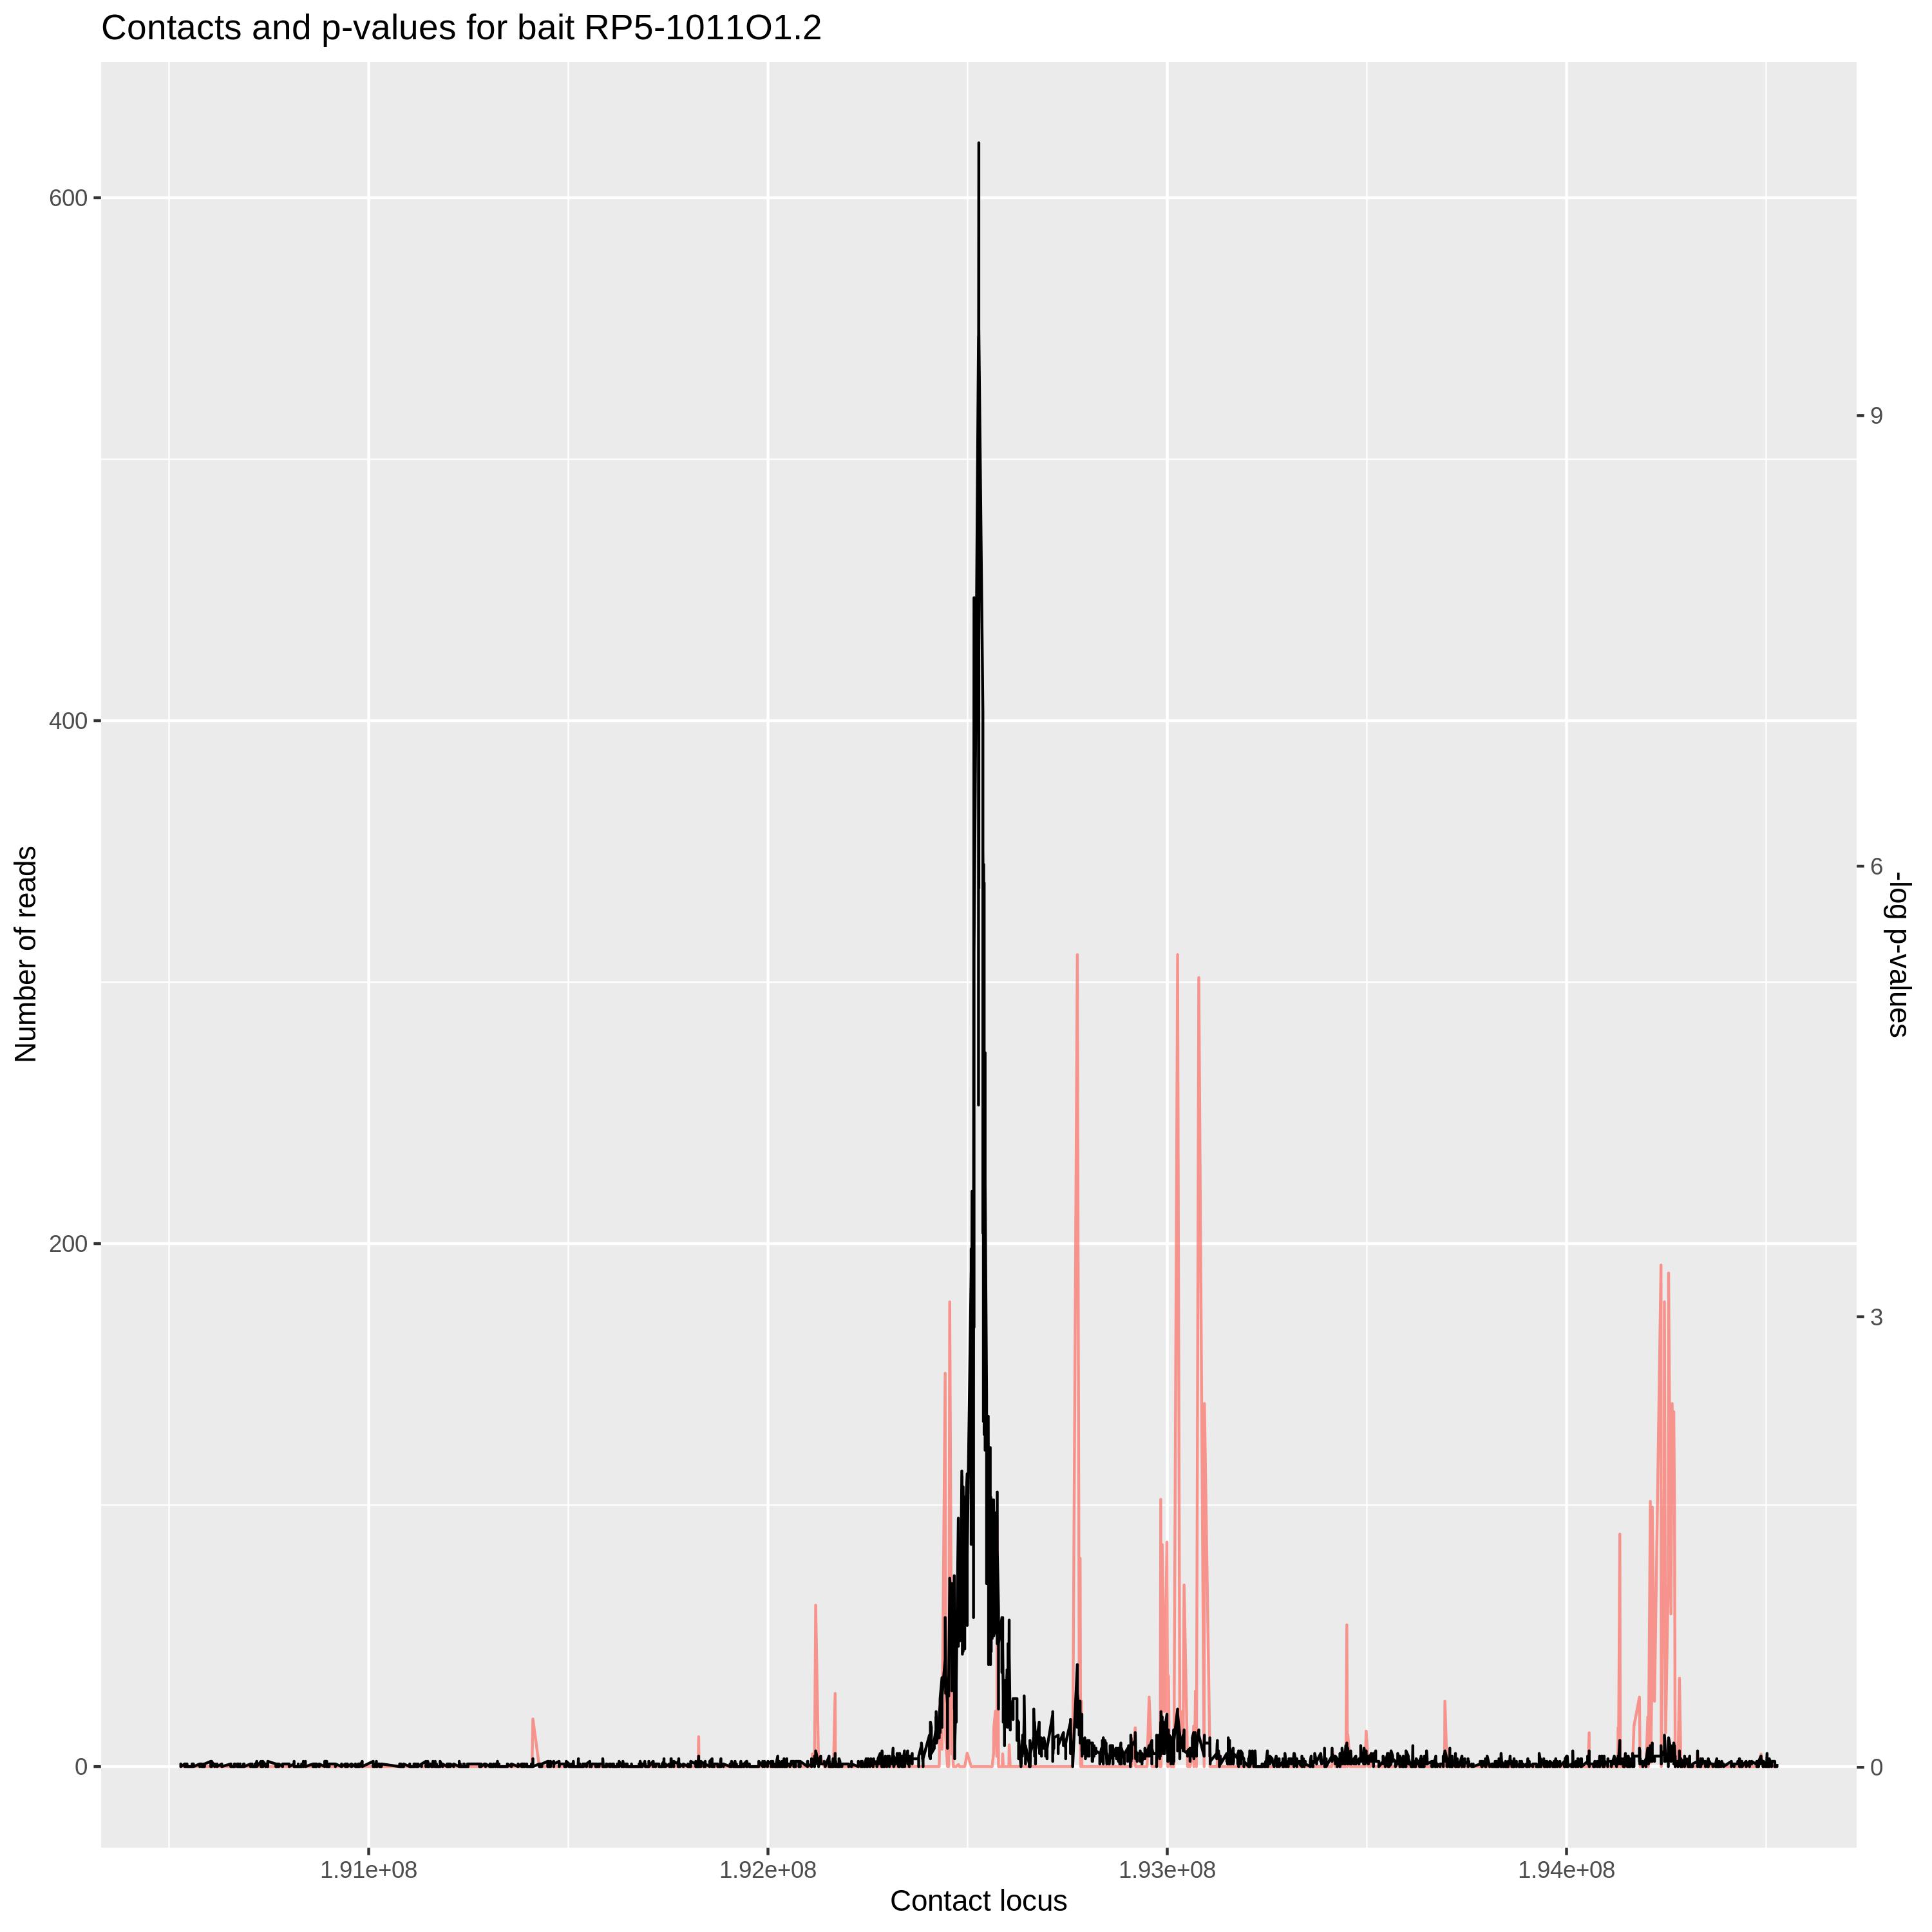 Contacts and p-values for bait RP5-1011O1.2
600
400
200
0
Number of reads
9
6
3
0
-log p-values
1.91e+08
1.92e+08
1.93e+08
1.94e+08
Contact locus